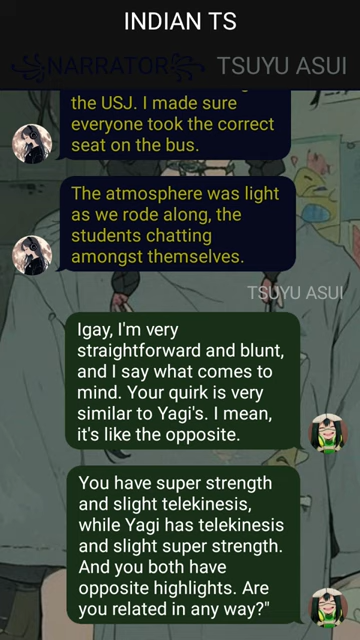 INDIAN TS
꧁NARRATOR꧂ TSUYU ASUI
the USJ. I made sure
everyone took the correct
seat on the bus.
The atmosphere was light
as we rode along, the
students chatting
amongst themselves.
TSUYU ASUI
Igay, I'm very
straightforward and blunt,
and I say what comes to
mind. Your quirk is very
similar to Yagi's. I mean,
it's like the opposite.
You have super strength
and slight telekinesis,
while Yagi has telekinesis
and slight super strength.
And you both have
opposite highlights. Are
you related in any way?"